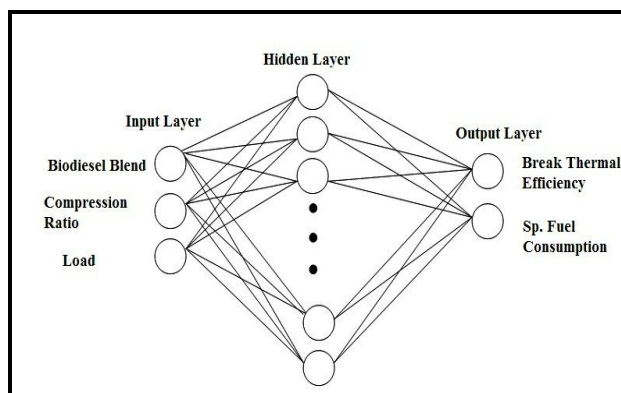 Hidden Layer
Input Layer
Output Layer
Biodiesel Blend
Break Thermal
Efficiency
Compression
Ratio
Sp. Fuel
Consumption
Load